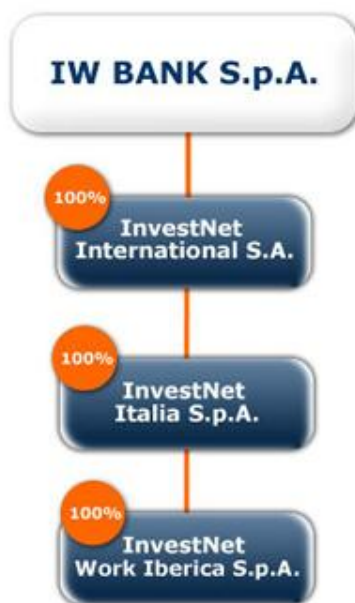 IW BANK S.p.A.
100%
InvestNet
International S.A.
100%
InvestNet
Italia S.p.A.
100%
InvestNet
Work Iberica S.p.A.